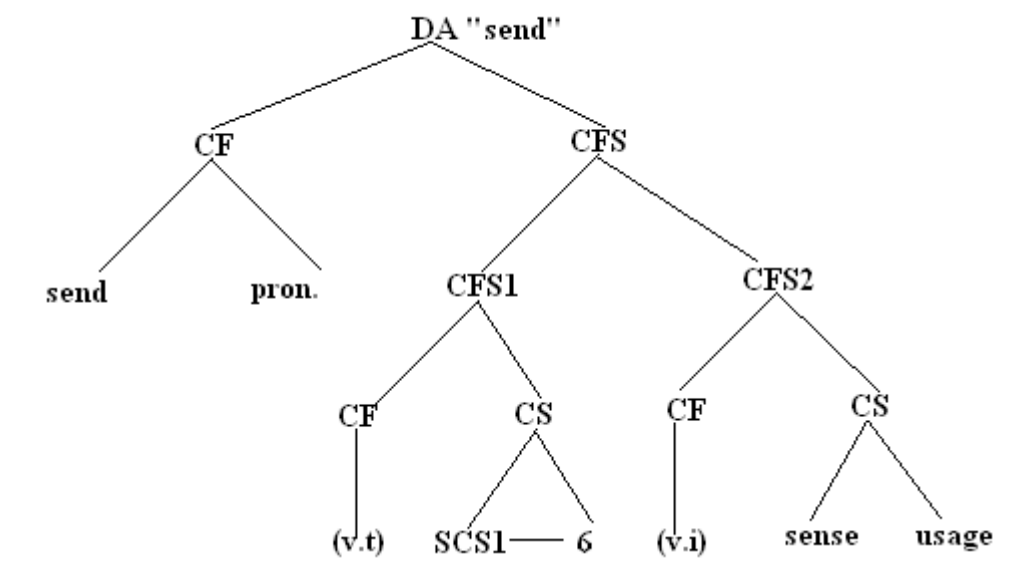 DA "send"
CF CFS
send pron. CFS1 CFS2
CF CS CF CS
(v.t) SCS1 — 6 (v.i) sense usage